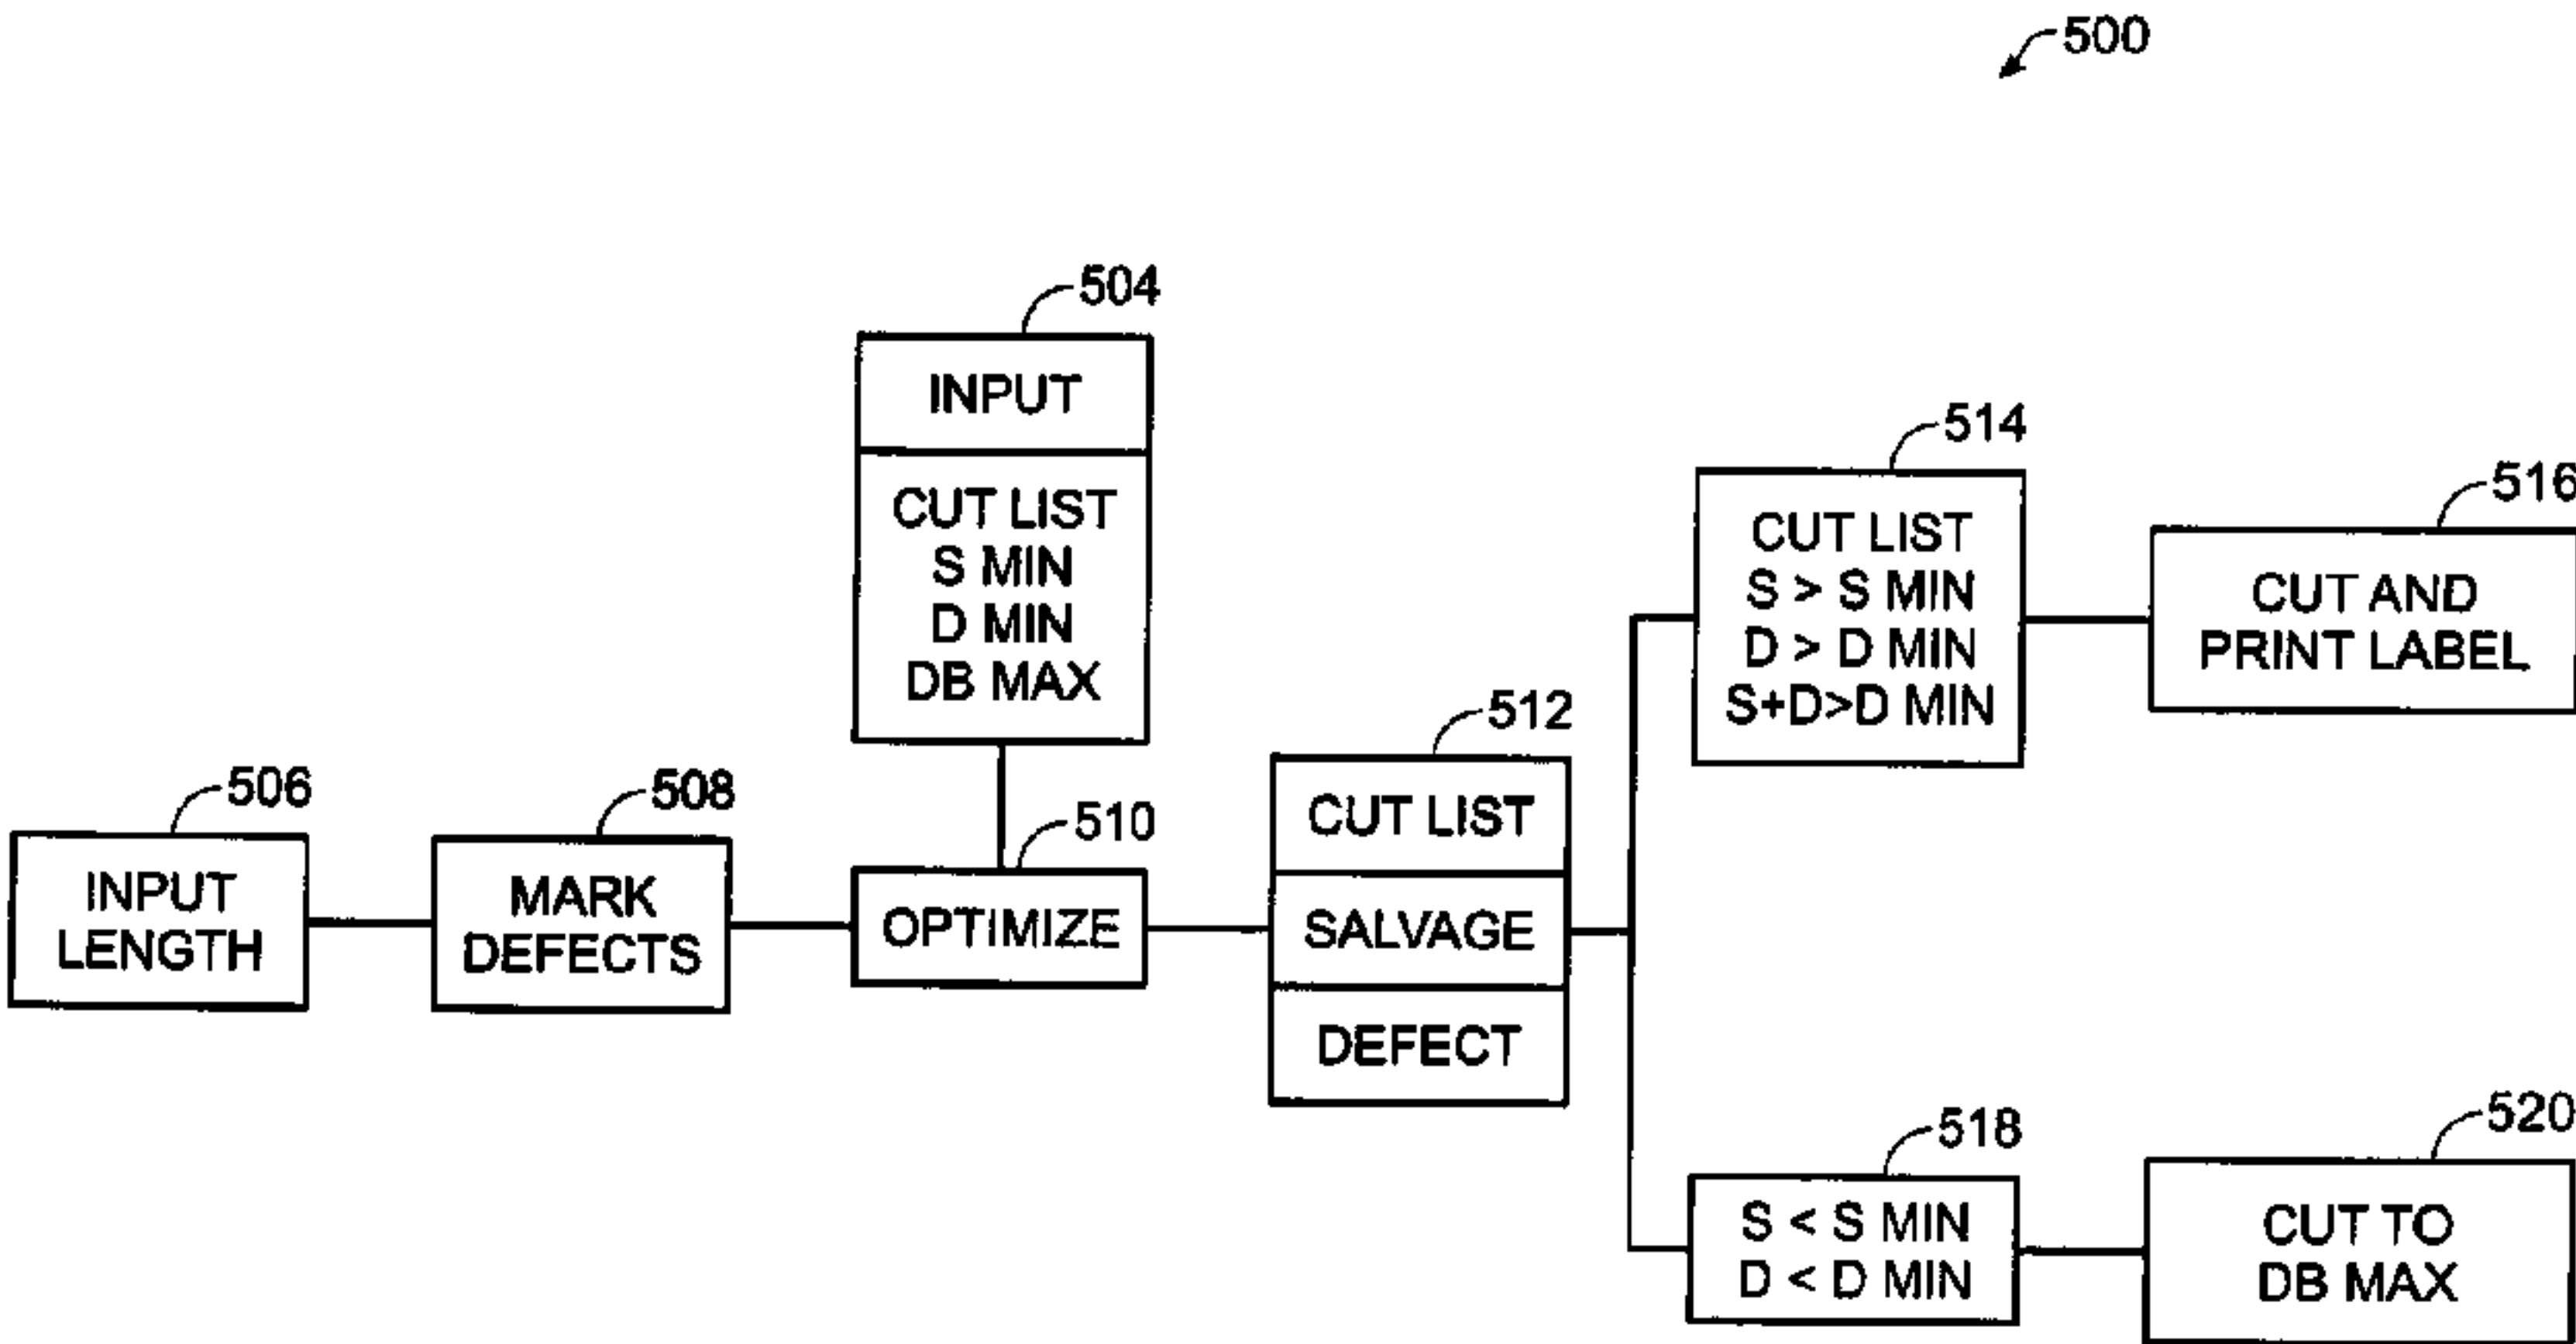 500
504
INPUT
CUT LIST
S MIN
D MIN
DB MAX
506
INPUT
LENGTH
508
MARK
DEFECTS
510
OPTIMIZE
512
CUT LIST
SALVAGE
DEFECT
514
CUT LIST
S > S MIN
D > D MIN
S+D>D MIN
516
CUT AND
PRINT LABEL
518
S < S MIN
D < D MIN
520
CUT TO
DB MAX